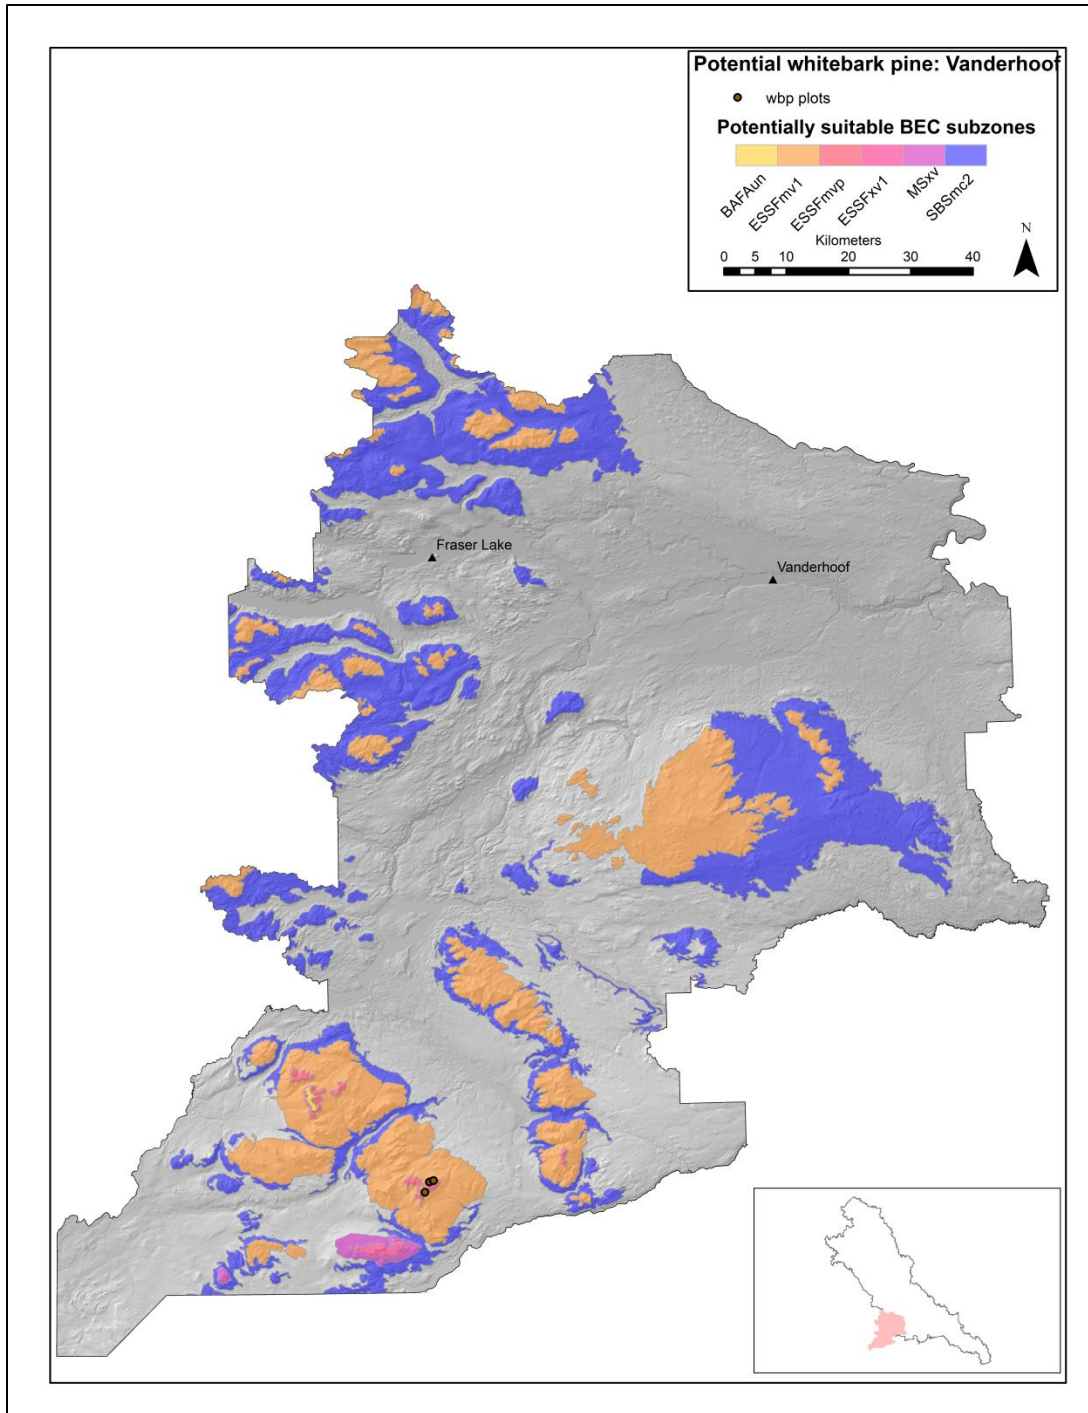 Potential whitebark pine: Vanderhoof
wbp plots
Potentially suitable BEC subzones
BAFAun
ESSFmv1
ESSFmvp
ESSFxv1
MSxv
SBSmc2
Kilometers
0 5 10 20 30 40
N
Fraser Lake
Vanderhoof